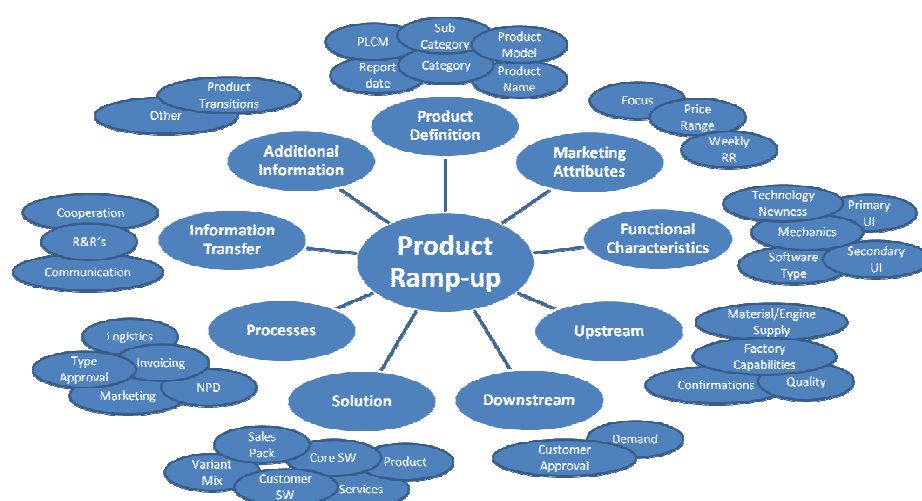 PLCM
Sub
Category
Product
Model
Report
date
Category
Product
Name
Product
Transitions
Other
Focus
Price
Range
Weekly
RR
Product
Definition
Additional
Information
Marketing
Attributes
Cooperation
R&R´s
Communication
Information
Transfer
Product
Ramp-up
Functional
Characteristics
Technology
Newness
Primary
UI
Mechanics
Software
Type
Secondary
UI
Processes
Upstream
Material/Engine
Supply
Factory
Capabilities
Confirmations
Quality
Logistics
Type
Approval
Invoicing
Marketing
NPD
Solution
Downstream
Sales
Pack
Core SW
Product
Variant
Mix
Customer
SW
Services
Demand
Customer
Approval